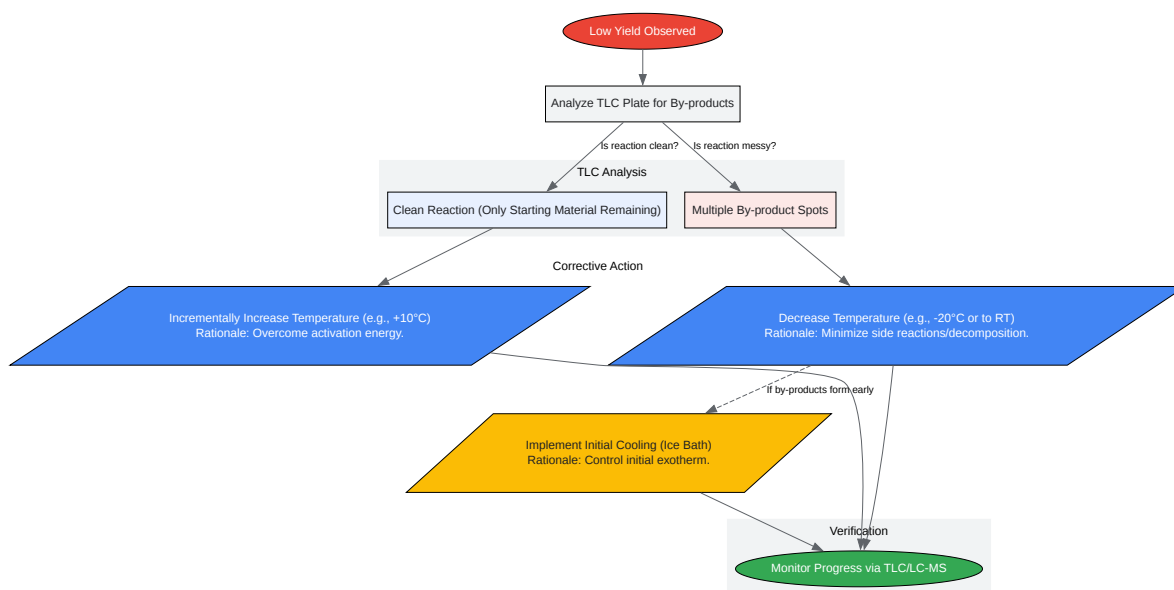 Low Yield Observed
Analyze TLC Plate for By-products
Is reaction clean?
Is reaction messy?
TLC Analysis
Clean Reaction (Only Starting Material Remaining)
Multiple By-product Spots
Corrective Action
Incrementally Increase Temperature (e.g., +10°C)
Rationale: Overcome activation energy.
Decrease Temperature (e.g., -20°C or to RT)
Rationale: Minimize side reactions/decomposition.
If by-products form early
Implement Initial Cooling (Ice Bath)
Rationale: Control initial exotherm.
Verification
Monitor Progress via TLC/LC-MS